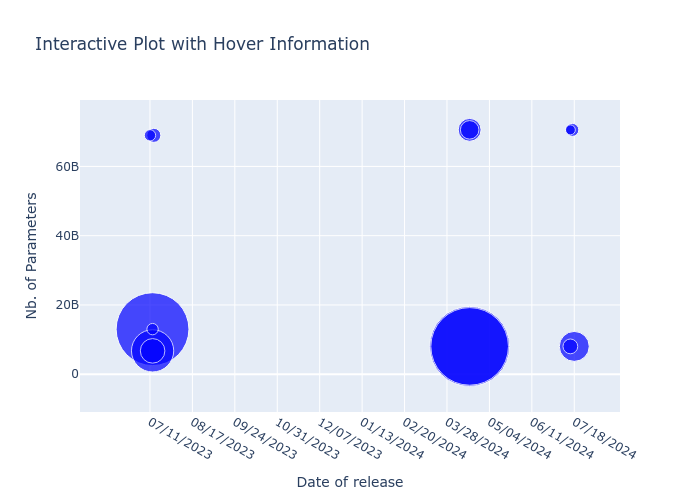 Interactive Plot with Hover Information
Nb. of Parameters
60B
40B
20B
0
07/11/2023
08/17/2023
09/24/2023
10/31/2023
12/07/2023
01/13/2024
02/20/2024
03/28/2024
05/04/2024
06/11/2024
07/18/2024
Date of release